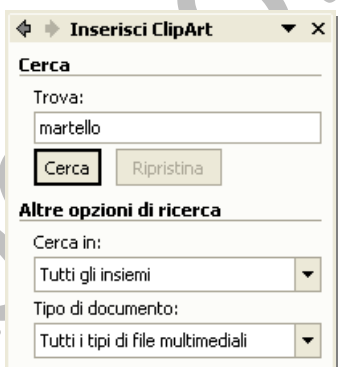 Inserisci ClipArt
Cerca
Trova:
martello
Cerca Ripristina
Altre opzioni di ricerca
Cerca in:
Tutti gli insiemi
Tipo di documento:
Tutti i tipi di file multimediali